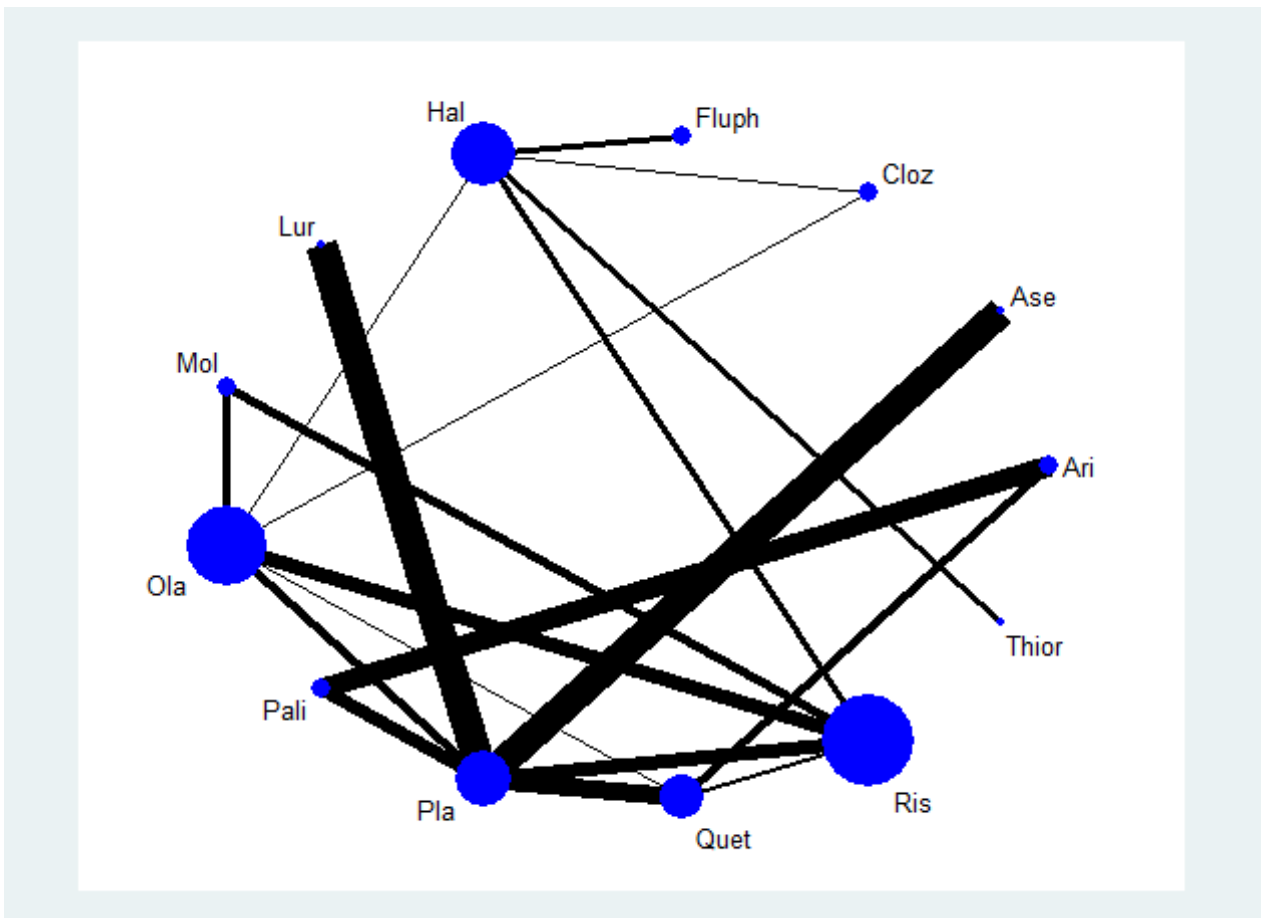 Hal
Fluph
Cloz
Lur
Ase
Mol
Ari
Ola
Thior
Pali
Pla
Ris
Quet